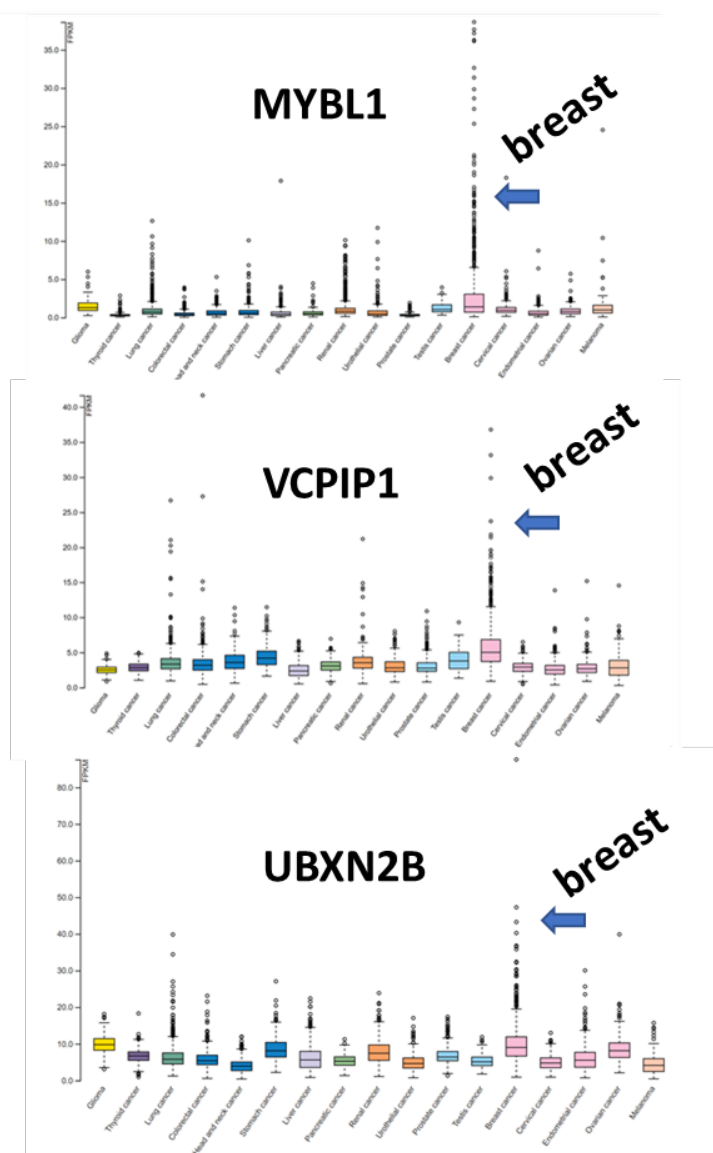 FPKM
35.0
30.0
25.0
20.0
15.0
10.0
5.0
0.0
MYBL1
breast
Glioma
Thyroid cancer
Lung cancer
Colorectal cancer
ead and neck cancer
Stomach cancer
Liver cancer
Pancreatic cancer
Renal cancer
Urothelial cancer
Prostate cancer
Testis cancer
Breast cancer
Cervical cancer
Endometrial cancer
Ovarian cancer
Melanoma
FPKM
40.0
35.0
30.0
25.0
20.0
15.0
10.0
5.0
0.0
VCPIP1
breast
Glioma
Thyroid cancer
Lung cancer
Colorectal cancer
ad and neck cancer
Stomach cancer
Liver cancer
Pancreatic cancer
Renal cancer
Urothelial cancer
Prostate cancer
Testis cancer
Breast cancer
Cervical cancer
Endometrial cancer
Ovarian cancer
Melanoma
FPKM
80.0
70.0
60.0
50.0
40.0
30.0
20.0
10.0
0.0
UBXN2B
breast
Glioma
Thyroid cancer
Lung cancer
Colorectal cancer
Head and neck cancer
Stomach cancer
Liver cancer
Pancreatic cancer
Renal cancer
Urothelial cancer
Prostate cancer
Testis cancer
Breast cancer
Cervical cancer
Endometrial cancer
Ovarian cancer
Melanoma